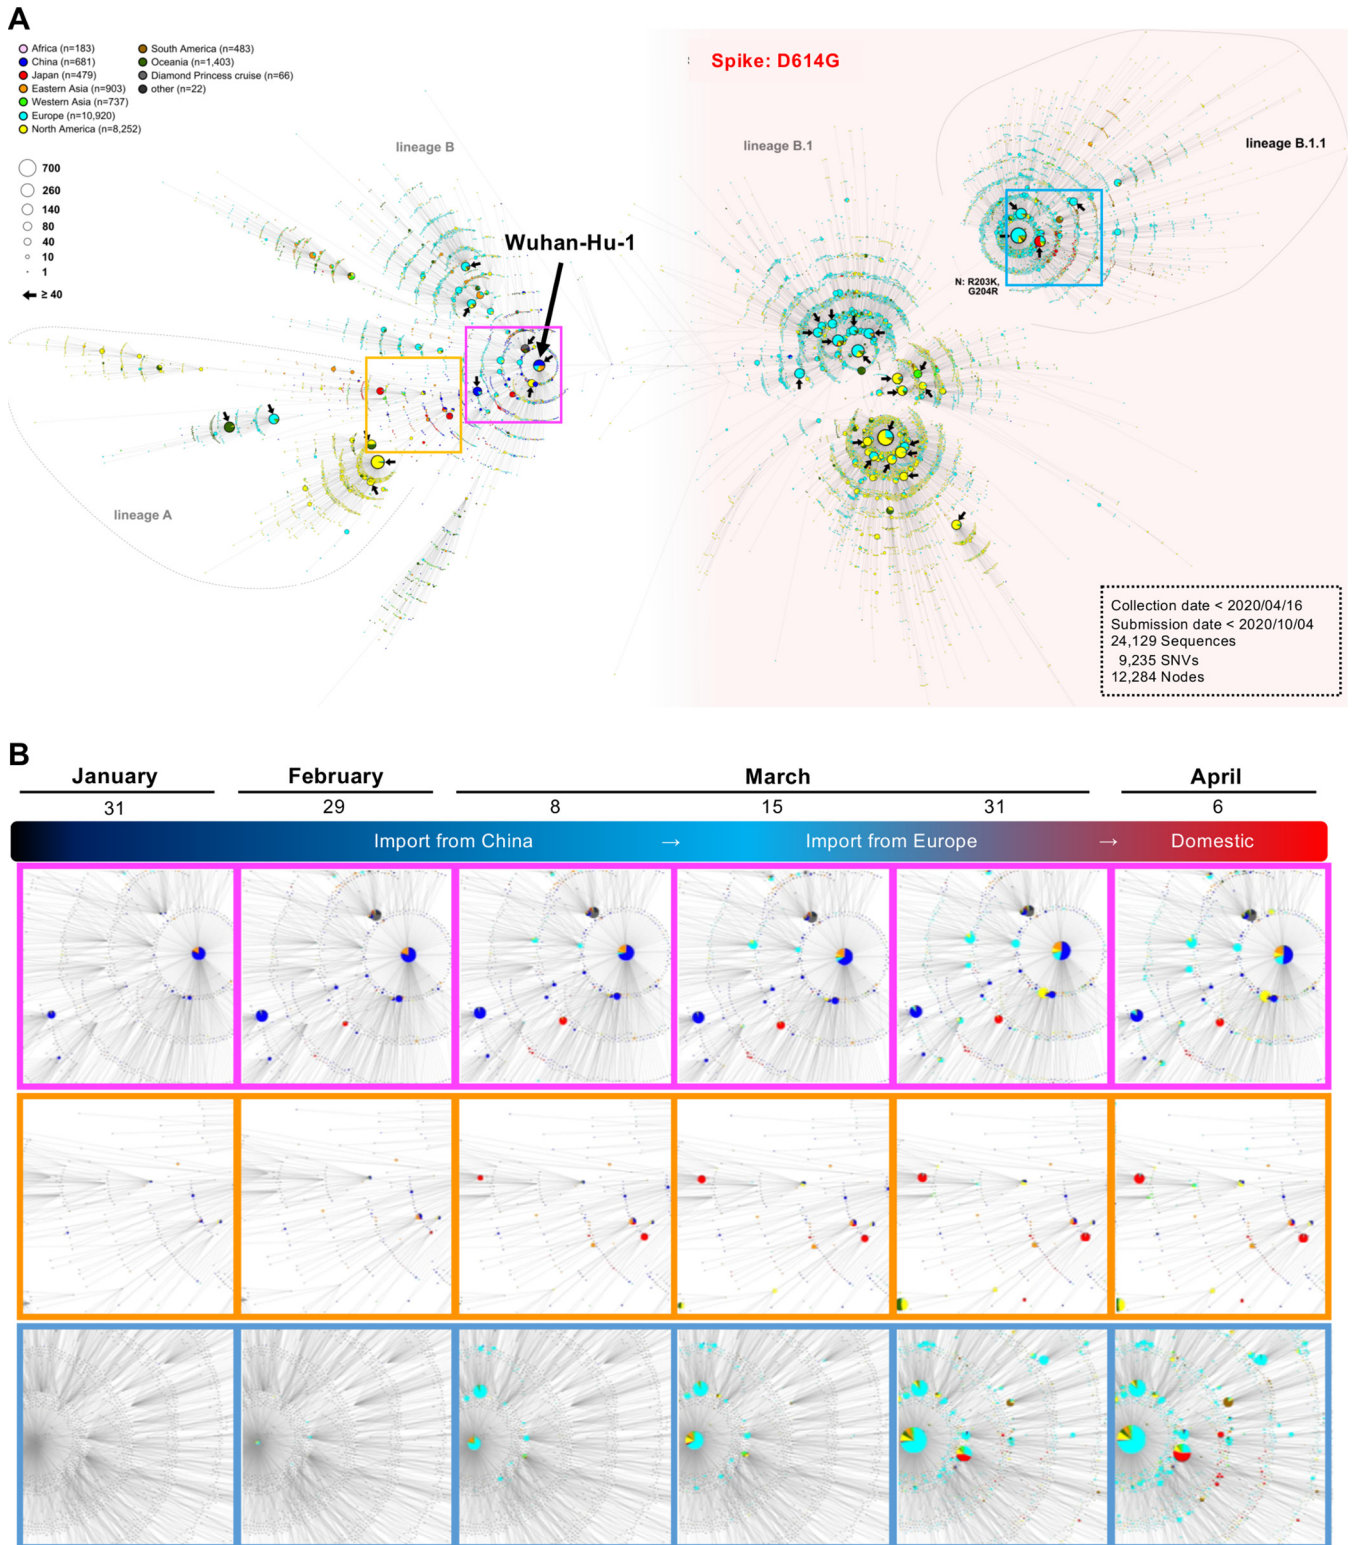 A
Africa (n=183)
China (n=681)
Japan (n=479)
Eastern Asia (n=903)
Western Asia (n=737)
Europe (n=10,920)
North America (n=8,252)
South America (n=483)
Oceania (n=1,403)
Diamond Princess cruise (n=66)
other (n=22)
700
260
140
80
40
10
1
≥ 40
Spike: D614G
lineage B
lineage B.1
lineage B.1.1
Wuhan-Hu-1
N: R203K,
G204R
lineage A
Collection date < 2020/04/16
Submission date < 2020/10/04
24,129 Sequences
9,235 SNVs
12,284 Nodes
B
January February March April
31 29 8 15 31 6
Import from China → Import from Europe → Domestic